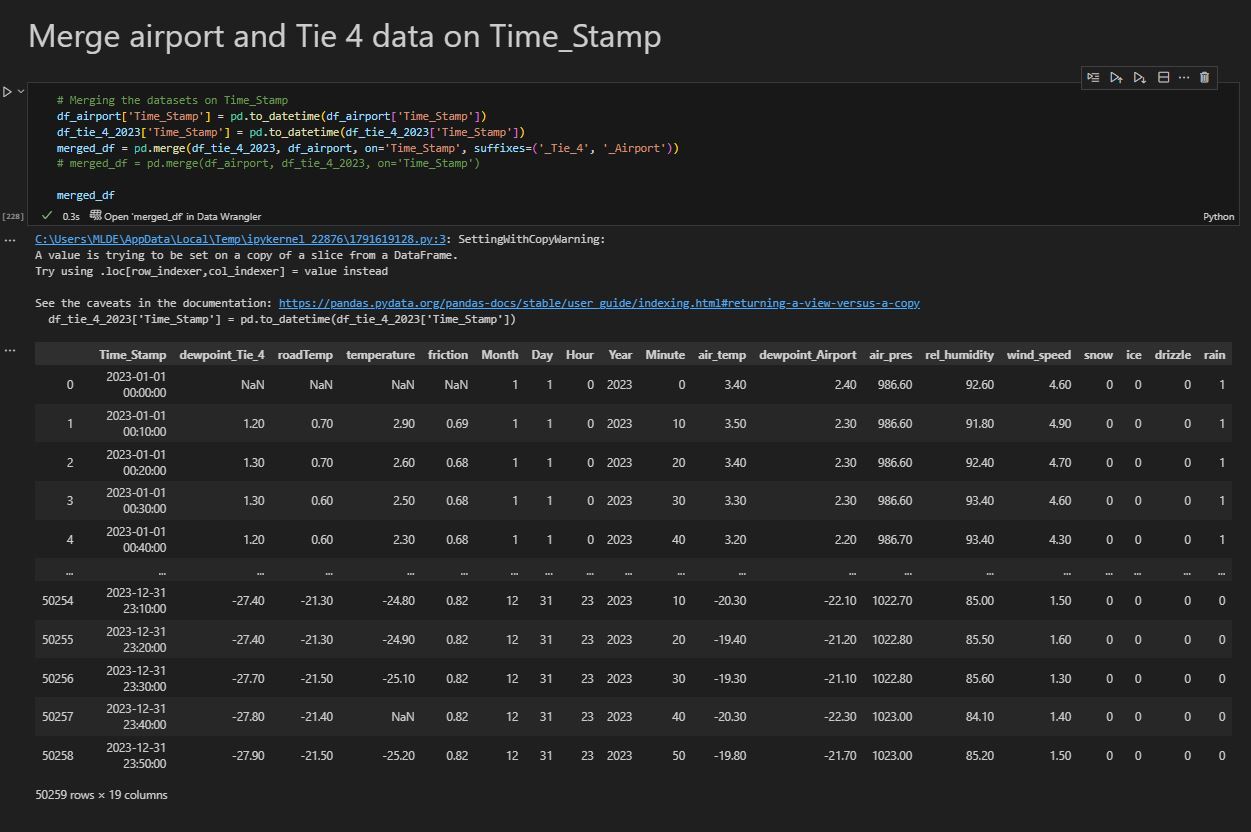 Merge airport and Tie 4 data on Time_Stamp
# Merging the datasets on Time_Stamp
df_airport['Time_Stamp'] = pd.to_datetime(df_airport['Time_Stamp'])
df_tie_4_2023['Time_Stamp'] = pd.to_datetime(df_tie_4_2023['Time_Stamp'])
merged_df = pd.merge(df_tie_4_2023, df_airport, on='Time_Stamp', suffixes=('_Tie_4', '_Airport'))
# merged_df = pd.merge(df_airport, df_tie_4_2023, on='Time_Stamp')
merged_df
[228] 0.3s Open 'merged_df' in Data Wrangler Python
... C:\Users\MLDE\AppData\Local\Temp\ipykernel_22876\1791619128.py:3: SettingWithCopyWarning:
A value is trying to be set on a copy of a slice from a DataFrame.
Try using .loc[row_indexer,col_indexer] = value instead
See the caveats in the documentation: https://pandas.pydata.org/pandas-docs/stable/user_guide/indexing.html#returning-a-view-versus-a-copy
df_tie_4_2023['Time_Stamp'] = pd.to_datetime(df_tie_4_2023['Time_Stamp'])
...
Time_Stamp dewpoint_Tie_4 roadTemp temperature friction Month Day Hour Year Minute air_temp dewpoint_Airport air_pres rel_humidity wind_speed snow ice drizzle rain
0 2023-01-01 00:00:00 NaN NaN NaN NaN 1 1 0 2023 0 3.40 2.40 986.60 92.60 4.60 0 0 0 1
1 2023-01-01 00:10:00 1.20 0.70 2.90 0.69 1 1 0 2023 10 3.50 2.30 986.60 91.80 4.90 0 0 0 1
2 2023-01-01 00:20:00 1.30 0.70 2.60 0.68 1 1 0 2023 20 3.40 2.30 986.60 92.40 4.70 0 0 0 1
3 2023-01-01 00:30:00 1.30 0.60 2.50 0.68 1 1 0 2023 30 3.30 2.30 986.60 93.40 4.60 0 0 0 1
4 2023-01-01 00:40:00 1.20 0.60 2.30 0.68 1 1 0 2023 40 3.20 2.20 986.70 93.40 4.30 0 0 0 1
... ... ... ... ... ... ... ... ... ... ... ... ... ... ... ... ... ... ... ...
50254 2023-12-31 23:10:00 -27.40 -21.30 -24.80 0.82 12 31 23 2023 10 -20.30 -22.10 1022.70 85.00 1.50 0 0 0 0
50255 2023-12-31 23:20:00 -27.40 -21.30 -24.90 0.82 12 31 23 2023 20 -19.40 -21.20 1022.80 85.50 1.60 0 0 0 0
50256 2023-12-31 23:30:00 -27.70 -21.50 -25.10 0.82 12 31 23 2023 30 -19.30 -21.10 1022.80 85.60 1.30 0 0 0 0
50257 2023-12-31 23:40:00 -27.80 -21.40 NaN 0.82 12 31 23 2023 40 -20.30 -22.30 1023.00 84.10 1.40 0 0 0 0
50258 2023-12-31 23:50:00 -27.90 -21.50 -25.20 0.82 12 31 23 2023 50 -19.80 -21.70 1023.00 85.20 1.50 0 0 0 0
50259 rows × 19 columns